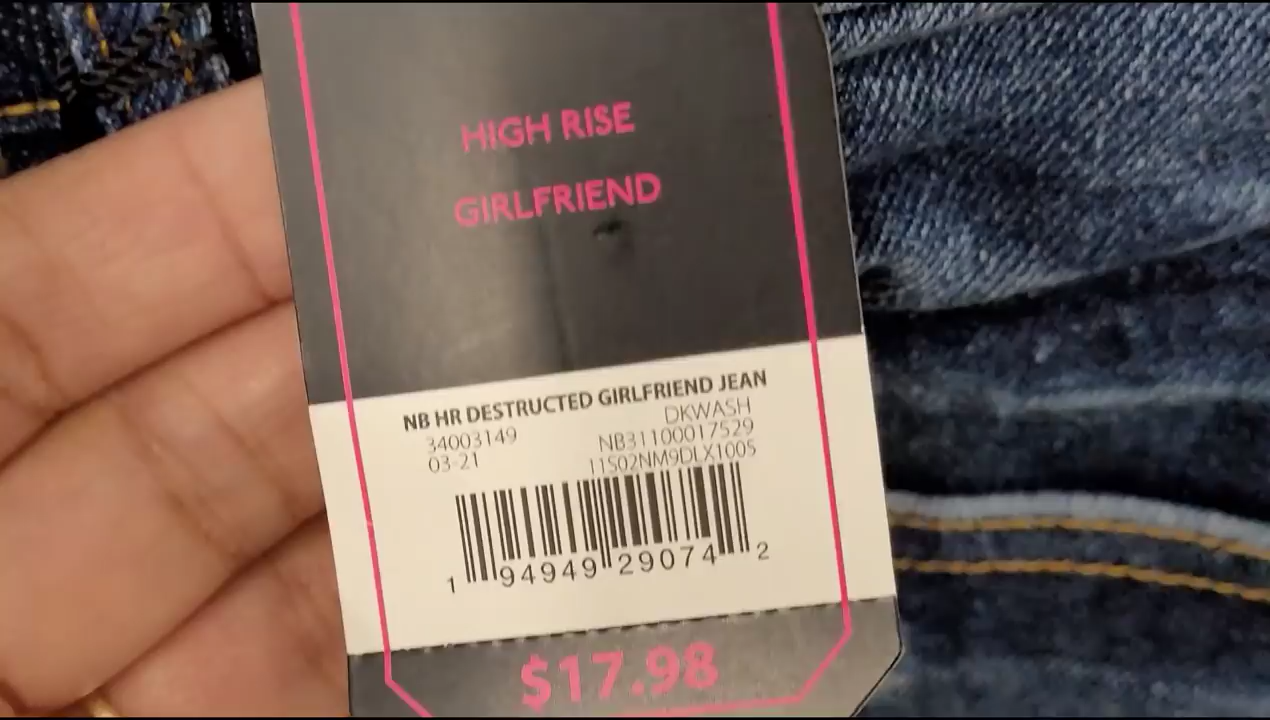 HIGH RISE
GIRLFRIEND
NB HR DESTRUCTED GIRLFRIEND JEAN
DKWASH
34003149 NB31100017529
03-21 11S02NM9DLX1005
1 94949 29074 2
$17.98